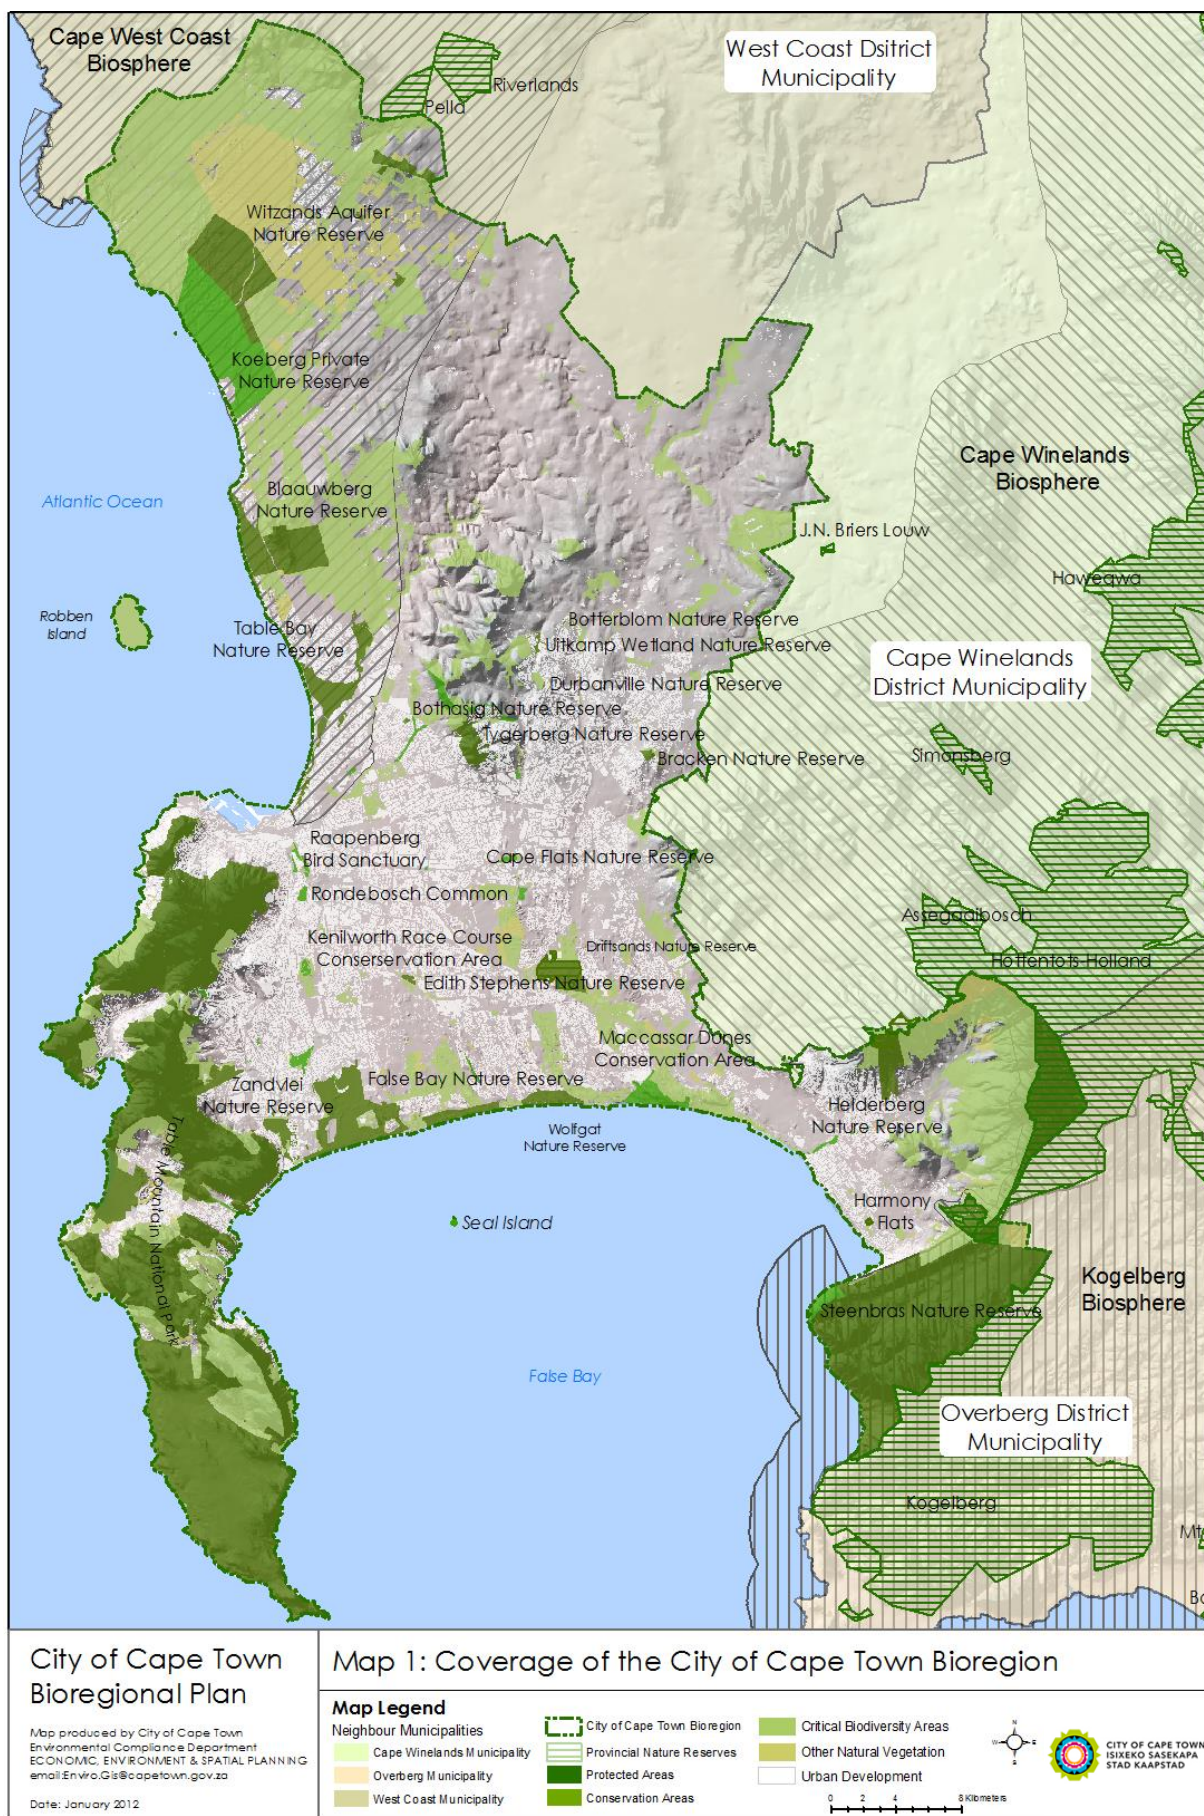 Cape West Coast
Biosphere
West Coast Dsitrict
Municipality
Riverlands
Pella
Witzands Aquifer
Nature Reserve
Koeberg Private
Nature Reserve
Cape Winelands
Biosphere
Blaauwberg
Nature Reserve
Atlantic Ocean
J.N. Briers Louw
Haweqwa
Robben
Island
Table Bay
Nature Reserve
Botterblom Nature Reserve
Uitkamp Wetland Nature Reserve
Cape Winelands
District Municipality
Durbanville Nature Reserve
Bothasig Nature Reserve
Tygerberg Nature Reserve
Bracken Nature Reserve
Simonsberg
Raapenberg
Bird Sanctuary
Cape Flats Nature Reserve
Rondebosch Common
Assegaaibosch
Kenilworth Race Course
Conserservation Area
Driftsands Nature Reserve
Hottentots-Holland
Edith Stephens Nature Reserve
Maccassar Dunes
Conservation Area
Zandvlei
Nature Reserve
False Bay Nature Reserve
Helderberg
Nature Reserve
Wolfgat
Nature Reserve
Table Mountain National Park
Harmony
Flats
Seal Island
Kogelberg
Biosphere
Steenbras Nature Reserve
False Bay
Overberg District
Municipality
Kogelberg
City of Cape Town
Bioregional Plan
Map produced by City of Cape Town
Environmental Compliance Department
ECONOMIC, ENVIRONMENT & SPATIAL PLANNING
email:Enviro.Gis@capetown.gov.za
Date: January 2012
Map 1: Coverage of the City of Cape Town Bioregion
Map Legend
Neighbour Municipalities
Cape Winelands Municipality
Overberg Municipality
West Coast Municipality
City of Cape Town Bioregion
Provincial Nature Reserves
Protected Areas
Conservation Areas
Critical Biodiversity Areas
Other Natural Vegetation
Urban Development
0 2 4 8 Kilometers
N
W E
S
CITY OF CAPE TOWN
ISIXEKO SASEKAPA
STAD KAAPSTAD